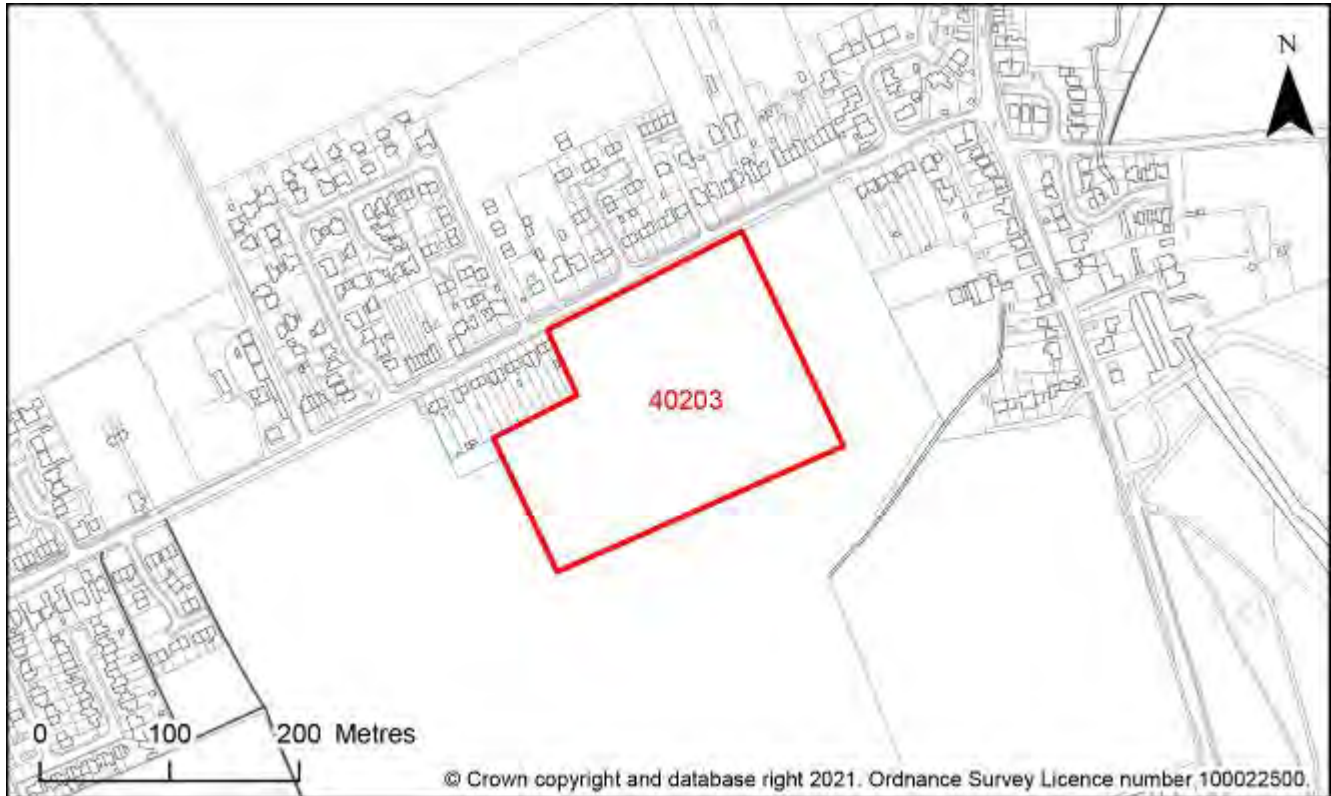 N
40203
0 100 200 Metres
© Crown copyright and database right 2021. Ordnance Survey Licence number 100022500.